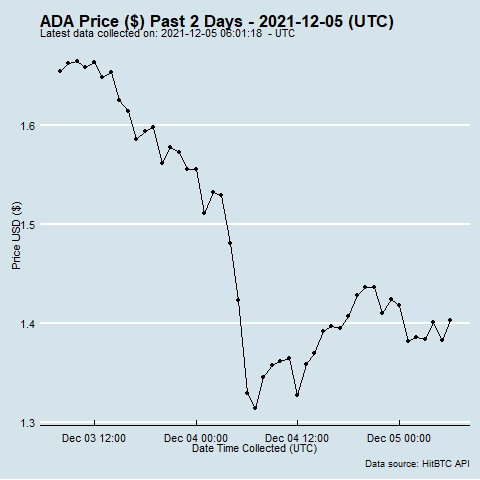 ADA Price ($) Past 2 Days - 2021-12-05 (UTC)
Latest data collected on: 2021-12-05 06:01:18 - UTC
1.6
1.5
1.4
1.3
Price USD ($)
Dec 03 12:00
Dec 04 00:00
Dec 04 12:00
Dec 05 00:00
Date Time Collected (UTC)
Data source: HitBTC API